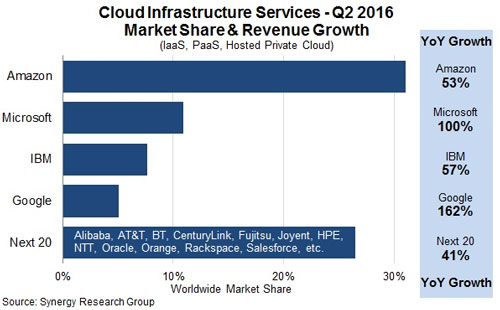 Cloud Infrastructure Services - Q2 2016
Market Share & Revenue Growth
(IaaS, PaaS, Hosted Private Cloud)
YoY Growth
Amazon
Amazon
53%
Microsoft
Microsoft
100%
IBM
IBM
57%
Google
Google
162%
Next 20
Alibaba, AT&T, BT, CenturyLink, Fujitsu, Joyent, HPE,
NTT, Oracle, Orange, Rackspace, Salesforce, etc.
Next 20
41%
0%
10%
20%
30%
Worldwide Market Share
YoY Growth
Source: Synergy Research Group